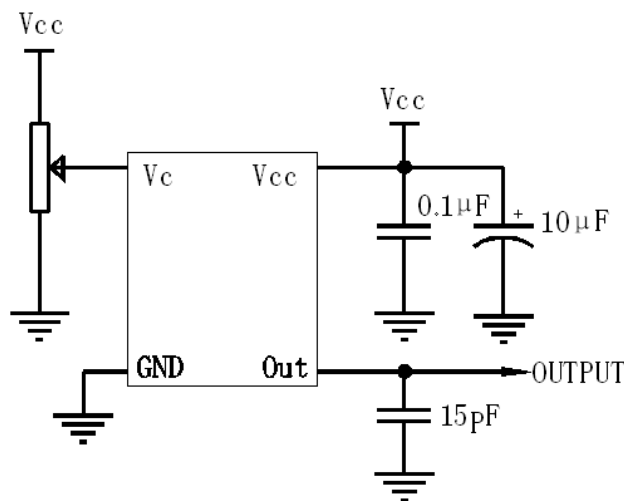 Vcc
Vcc
Vc
Vcc
0.1μF
+
10μF
GND
Out
OUTPUT
15pF